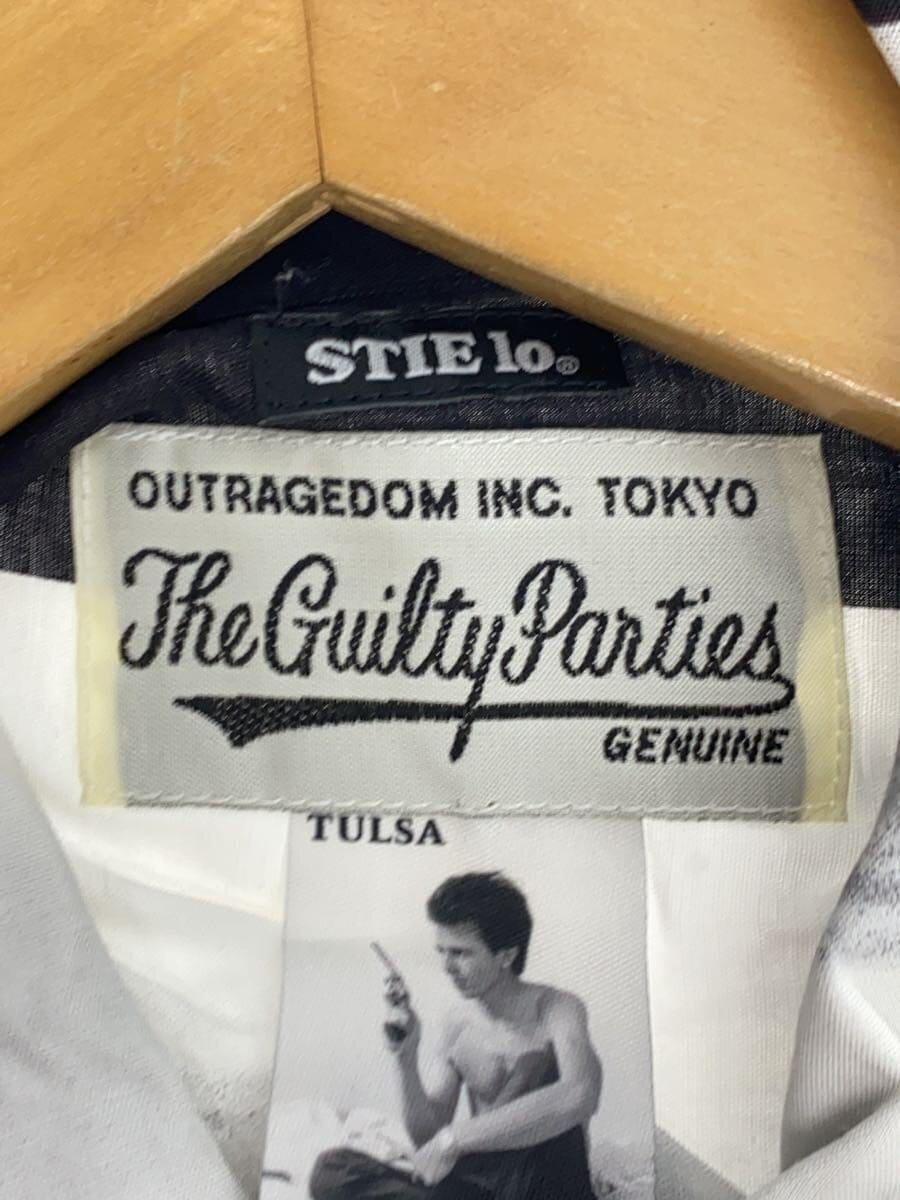 STIE lo®
OUTRAGEDOM INC. TOKYO
The Guilty Parties
GENUINE
TULSA